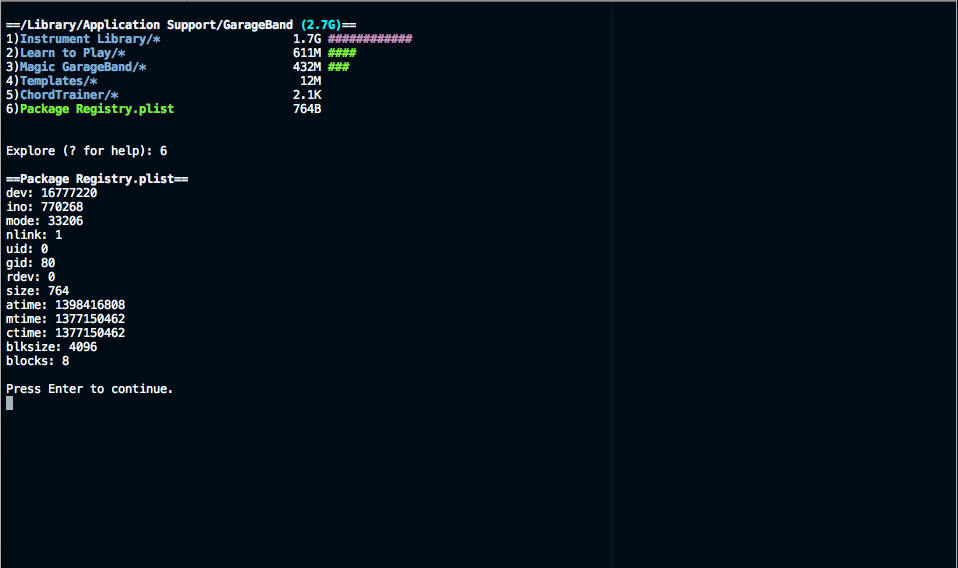 ==/Library/Application Support/GarageBand (2.7G)==
1)Instrument Library/* 1.7G ############
2)Learn to Play/* 611M ####
3)Magic GarageBand/* 432M ###
4)Templates/* 12M
5)ChordTrainer/* 2.1K
6)Package Registry.plist 764B
Explore (? for help): 6
==Package Registry.plist==
dev: 16777220
ino: 770268
mode: 33206
nlink: 1
uid: 0
gid: 80
rdev: 0
size: 764
atime: 1398416808
mtime: 1377150462
ctime: 1377150462
blksize: 4096
blocks: 8
Press Enter to continue.